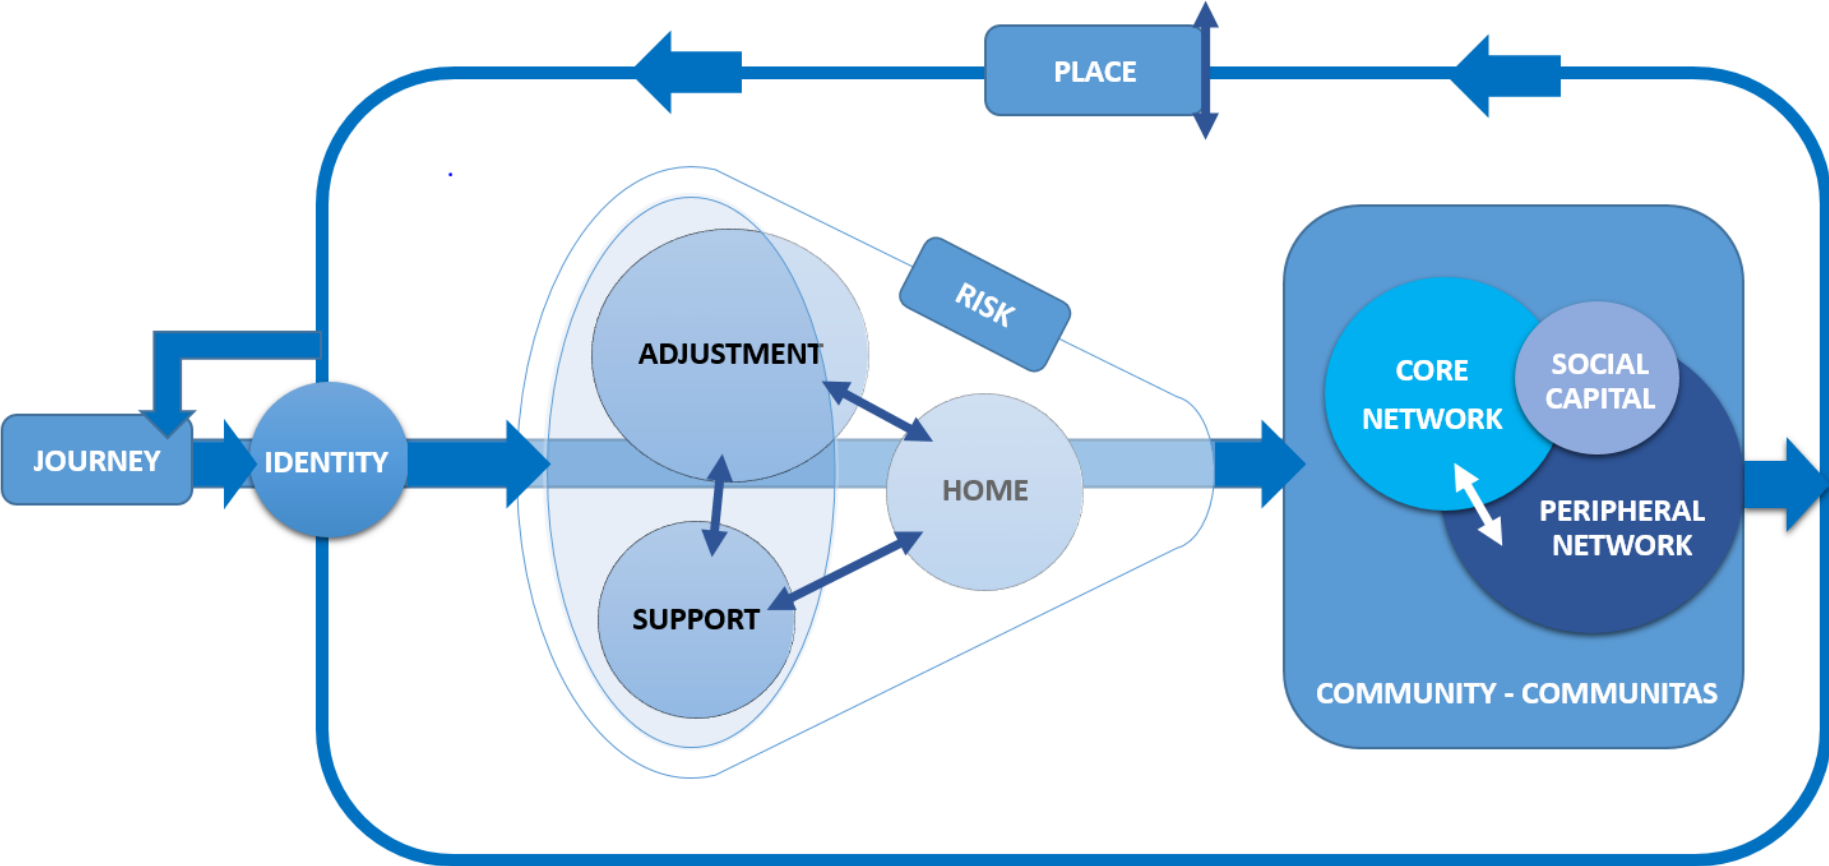 PLACE
RISK
ADJUSTMENT
CORE
NETWORK
SOCIAL
CAPITAL
JOURNEY
IDENTITY
HOME
PERIPHERAL
NETWORK
SUPPORT
COMMUNITY - COMMUNITAS